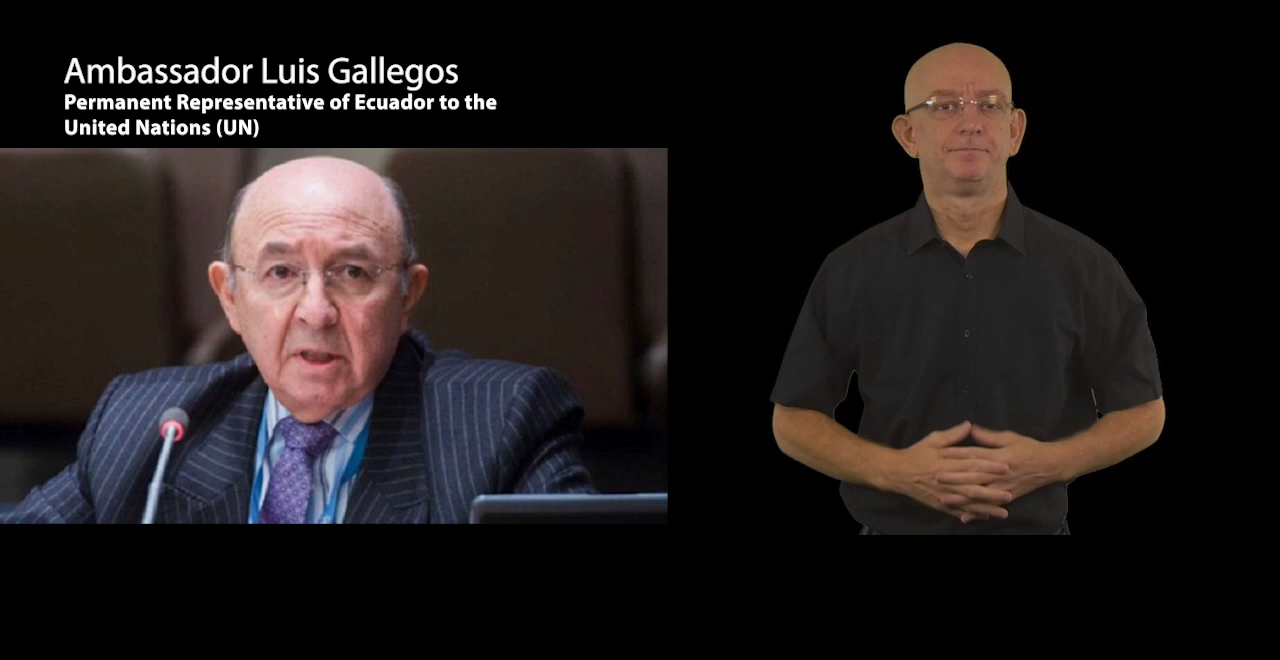 Ambassador Luis Gallegos
Permanent Representative of Ecuador to the
United Nations (UN)